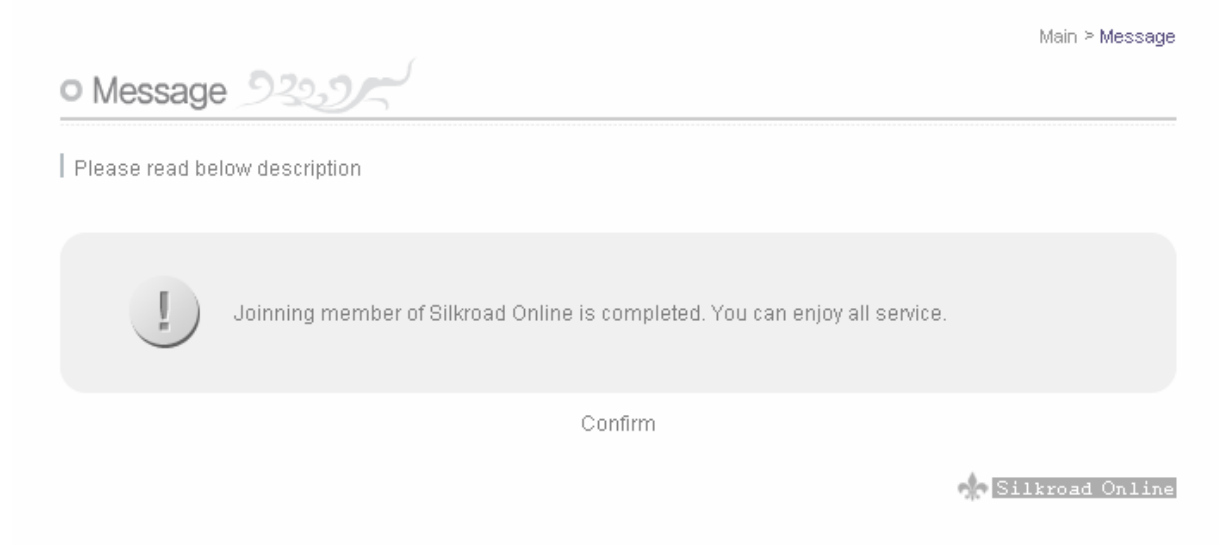 Main > Message
Message
Please read below description
Joinning member of Silkroad Online is completed. You can enjoy all service.
Confirm
Silkroad Online